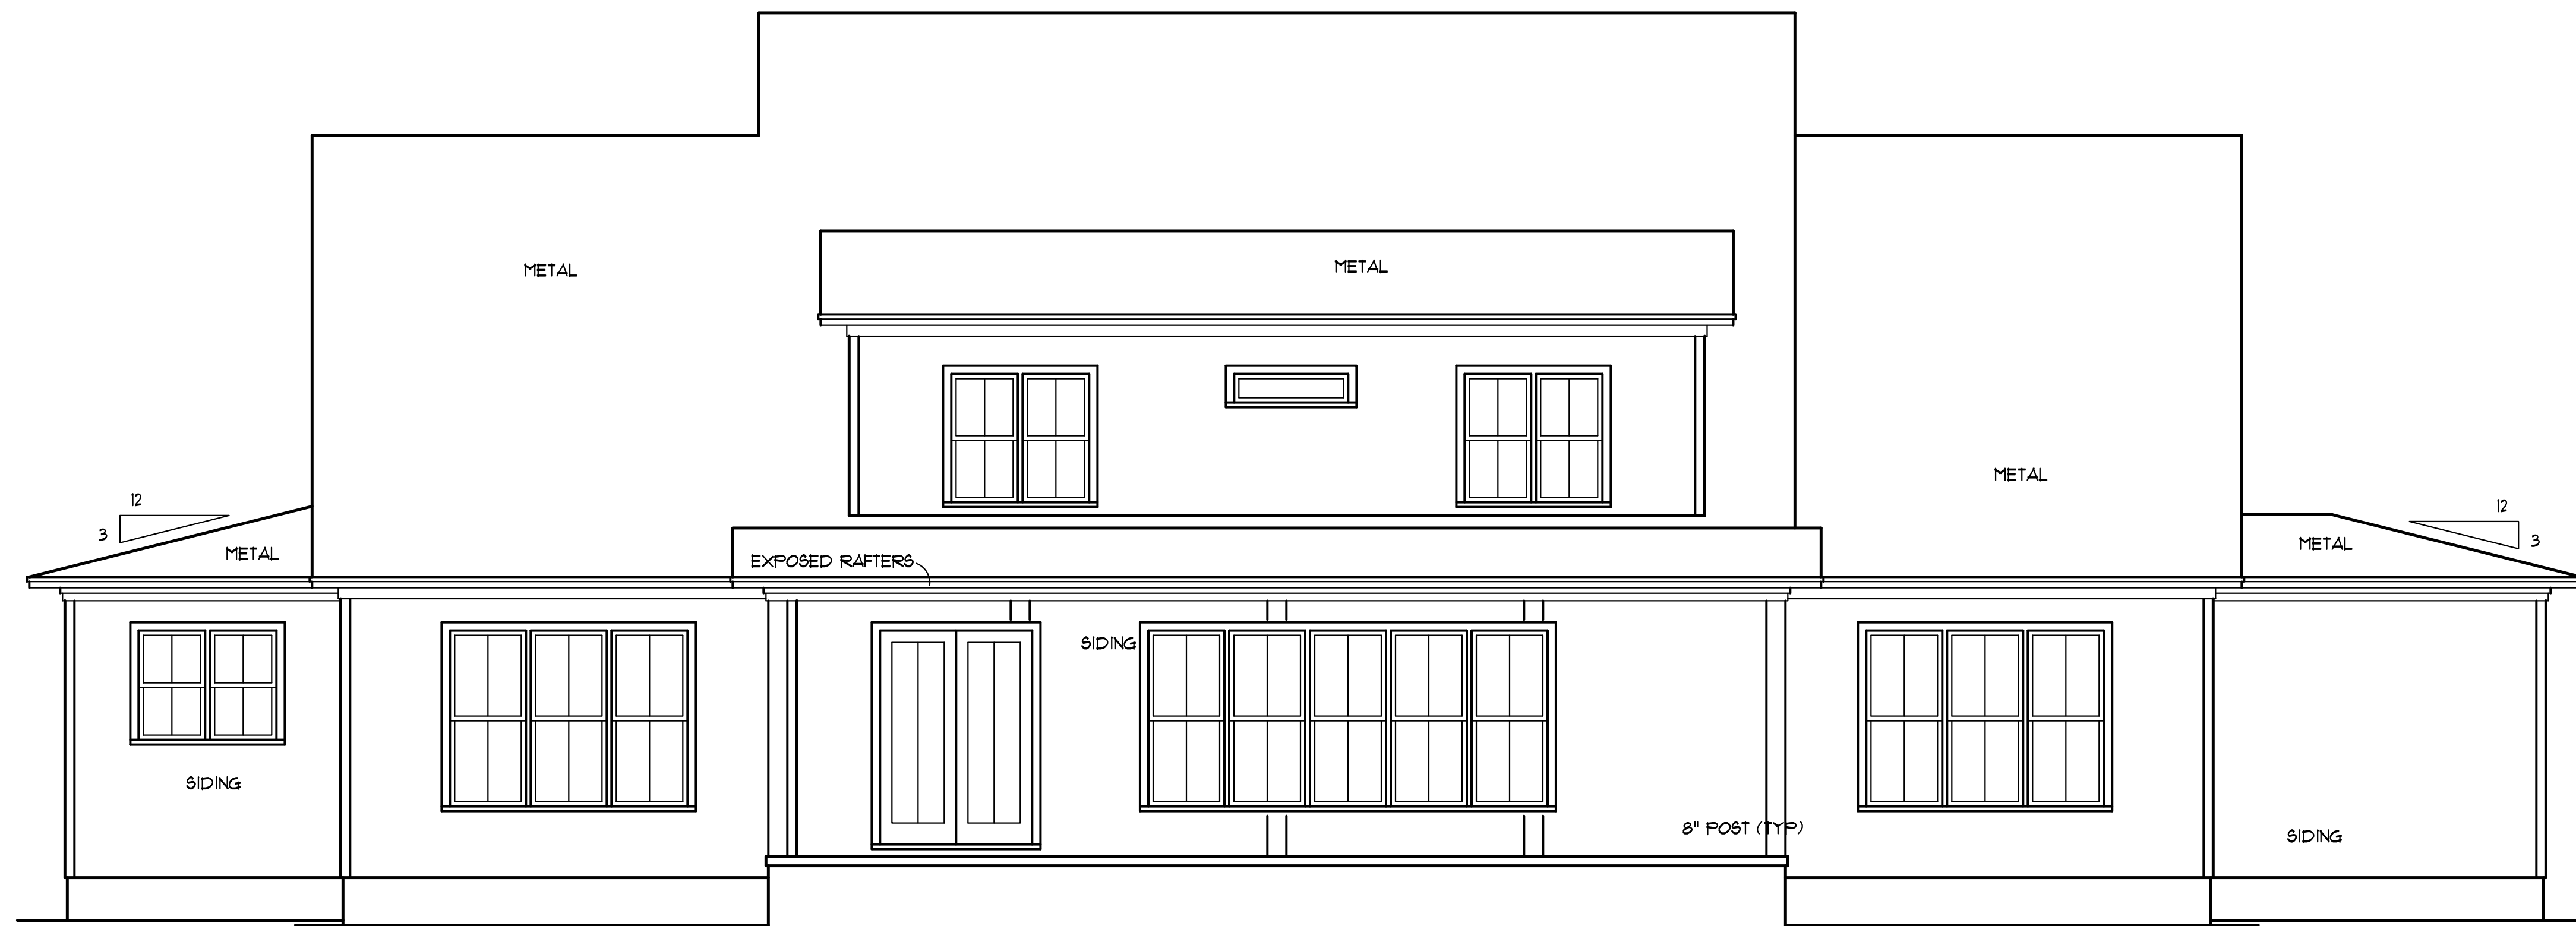 METAL
METAL
METAL
12
3
METAL
12
3
METAL
EXPOSED RAFTERS
SIDING
SIDING
8" POST (TYP)
SIDING